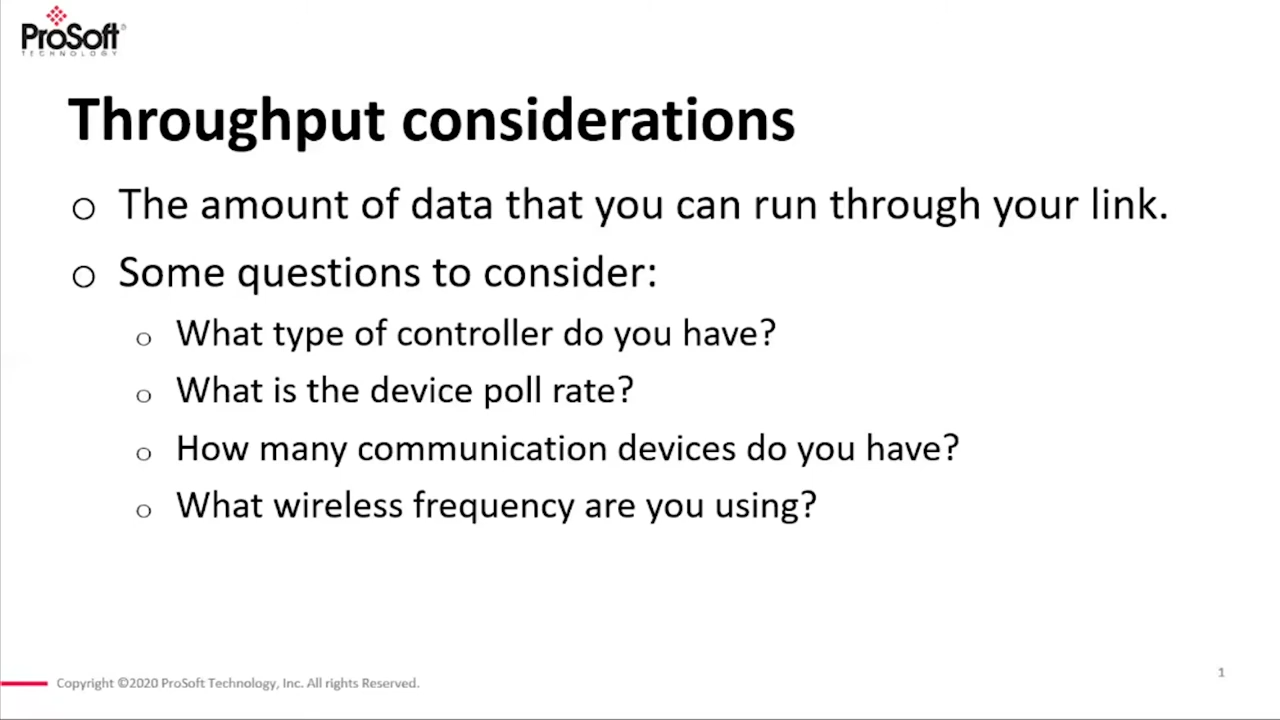 ProSoft
TECHNOLOGY
Throughput considerations
o The amount of data that you can run through your link.
o Some questions to consider:
o What type of controller do you have?
o What is the device poll rate?
o How many communication devices do you have?
o What wireless frequency are you using?
Copyright ©2020 ProSoft Technology, Inc. All rights Reserved.
1